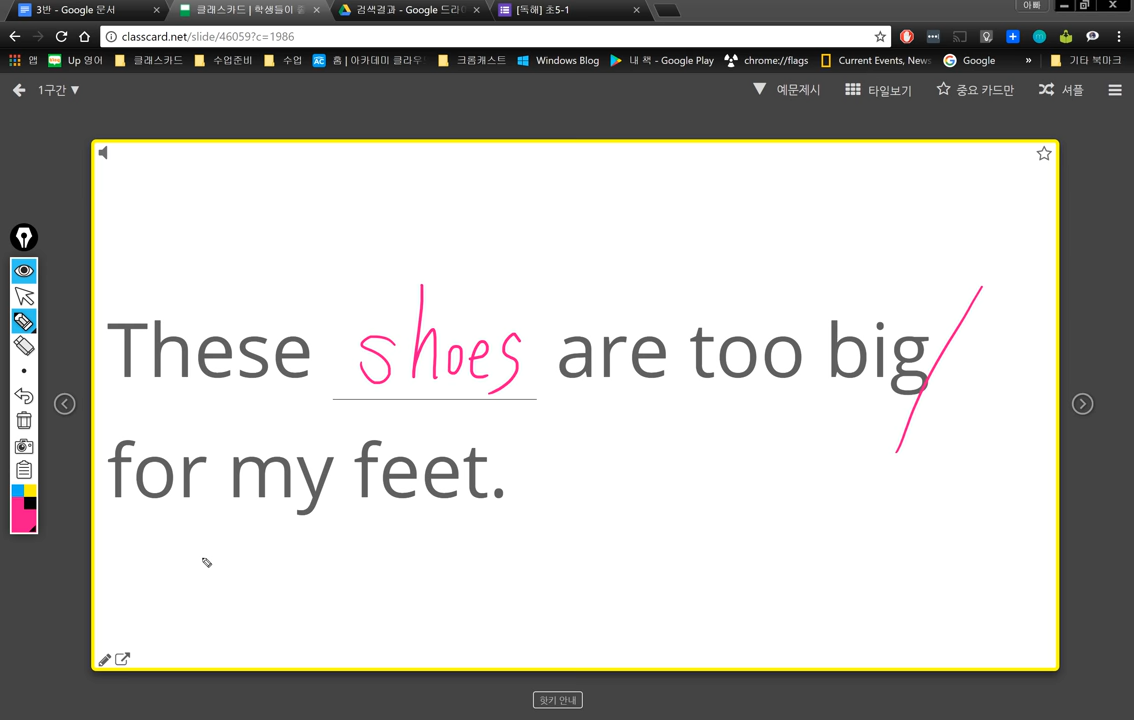 3반 - Google 문서
클래스카드 | 학생들이 좋
검색결과 - Google 드라이
[독해] 초5-1
아빠
classcard.net/slide/46059?c=1986
앱
Up 영어
클래스카드
수업준비
수업
홈 | 아카데미 클라우
크롬캐스트
Windows Blog
내 책 - Google Play
chrome://flags
Current Events, News
Google
»
기타 북마크
1구간 ▼
▼ 예문제시
타일보기
중요 카드만
셔플
These shoes are too big /
for my feet.
핫키 안내